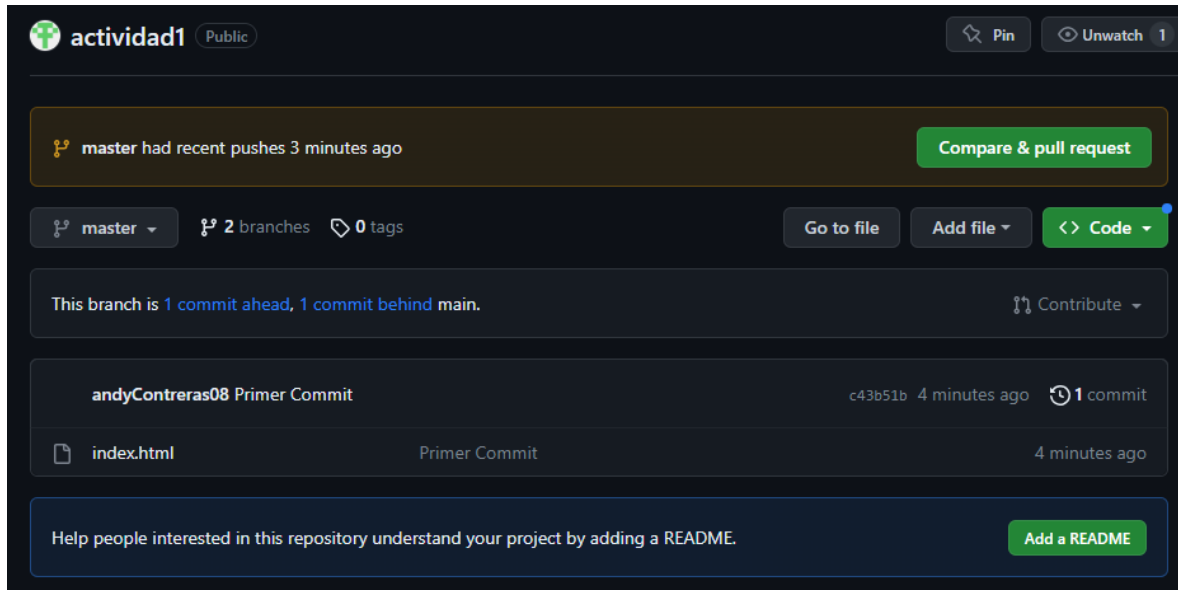 actividad1 Public Pin Unwatch 1
master had recent pushes 3 minutes ago Compare & pull request
master 2 branches 0 tags Go to file Add file Code
This branch is 1 commit ahead, 1 commit behind main. Contribute
andyContreras08 Primer Commit c43b51b 4 minutes ago 1 commit
index.html Primer Commit 4 minutes ago
Help people interested in this repository understand your project by adding a README. Add a README